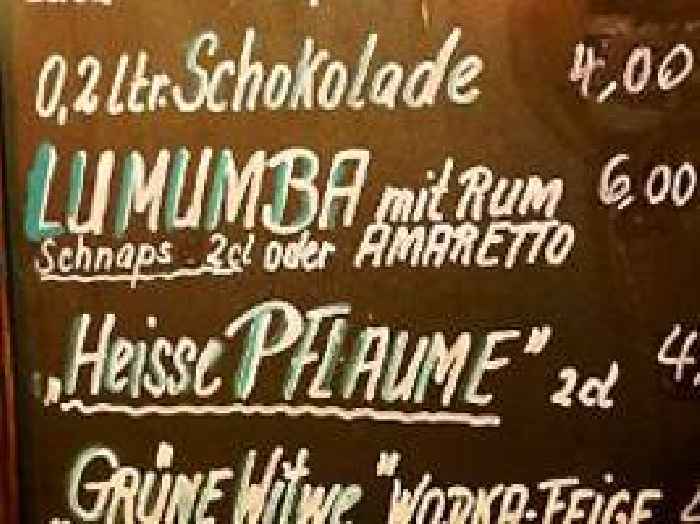 0,2 Ltr. Schokolade 4,00
LUMUMBA mit Rum 6,00
Schnaps - 2cl oder AMARETTO
„Heisse PFLAUME" 2cl 4,
„GRÜNE Witwe" WODKA-FEIGE